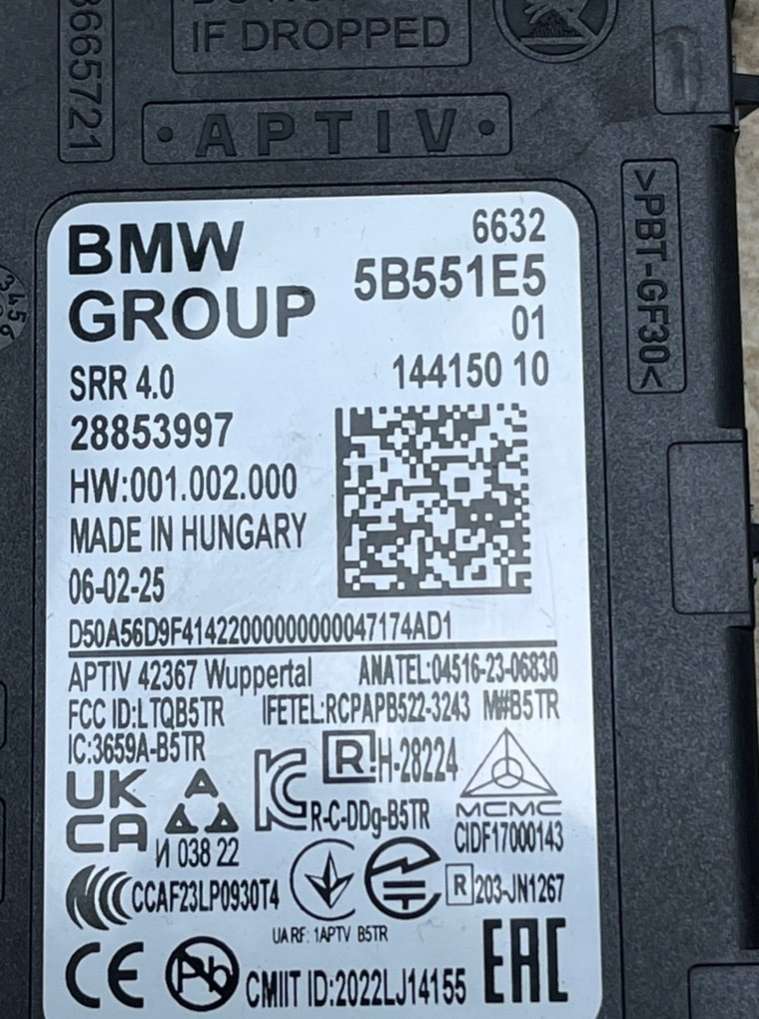 IF DROPPED
3665721
• APTIV •
>PBT-GF30<
BMW
GROUP
6632
5B551E5
01
144150 10
SRR 4.0
28853997
HW:001.002.000
MADE IN HUNGARY
06-02-25
D50A56D9F41422000000000047174AD1
APTIV 42367 Wuppertal ANATEL:04516-23-06830
FCC ID:LTQB5TR IFETEL:RCPAPB522-3243 M#B5TR
IC:3659A-B5TR
R H-28224
UK
CA
R-C-DDg-B5TR
MCMC
CIDF17000143
И 038 22
CCAF23LP0930T4
R 203-JN1267
UA RF: 1APTV B5TR
CE
Pb
CMIIT ID:2022LJ14155
EAC